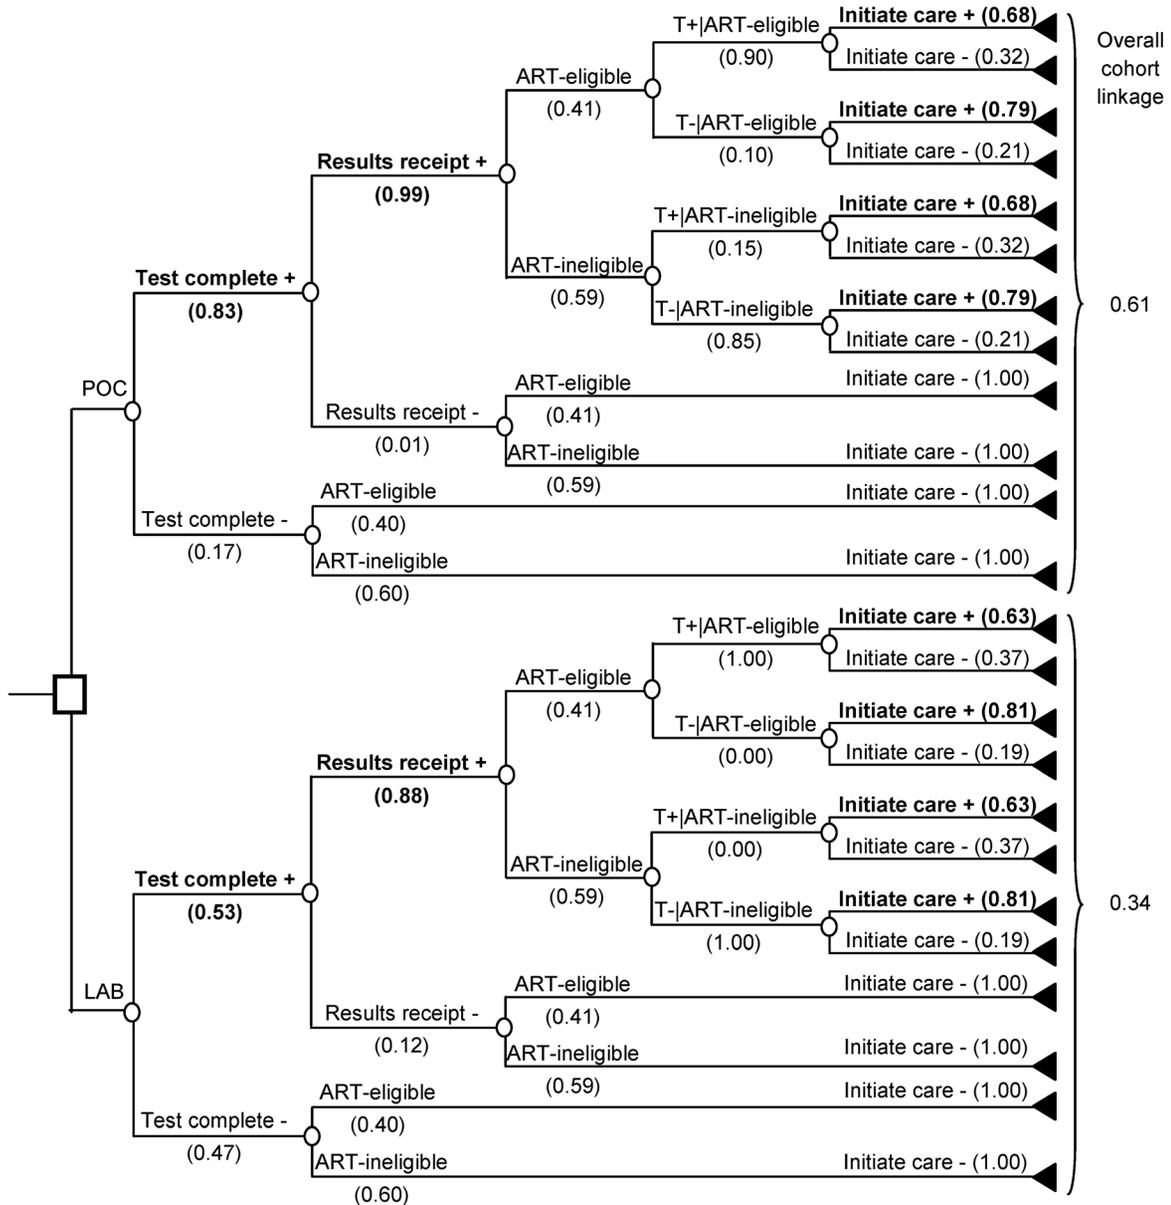 T+|ART-eligible
(0.90)
Initiate care + (0.68)
Initiate care - (0.32)
Overall
cohort
linkage
ART-eligible
(0.41)
T-|ART-eligible
(0.10)
Initiate care + (0.79)
Initiate care - (0.21)
Results receipt +
(0.99)
T+|ART-ineligible
(0.15)
Initiate care + (0.68)
Initiate care - (0.32)
ART-ineligible
(0.59)
T-|ART-ineligible
(0.85)
Initiate care + (0.79)
Initiate care - (0.21)
Test complete +
(0.83)
0.61
POC
Results receipt -
(0.01)
ART-eligible
(0.41)
Initiate care - (1.00)
ART-ineligible
(0.59)
Initiate care - (1.00)
Test complete -
(0.17)
ART-eligible
(0.40)
Initiate care - (1.00)
ART-ineligible
(0.60)
Initiate care - (1.00)
T+|ART-eligible
(1.00)
Initiate care + (0.63)
Initiate care - (0.37)
ART-eligible
(0.41)
T-|ART-eligible
(0.00)
Initiate care + (0.81)
Initiate care - (0.19)
Results receipt +
(0.88)
T+|ART-ineligible
(0.00)
Initiate care + (0.63)
Initiate care - (0.37)
ART-ineligible
(0.59)
T-|ART-ineligible
(1.00)
Initiate care + (0.81)
Initiate care - (0.19)
Test complete +
(0.53)
0.34
LAB
Results receipt -
(0.12)
ART-eligible
(0.41)
Initiate care - (1.00)
ART-ineligible
(0.59)
Initiate care - (1.00)
Test complete -
(0.47)
ART-eligible
(0.40)
Initiate care - (1.00)
ART-ineligible
(0.60)
Initiate care - (1.00)